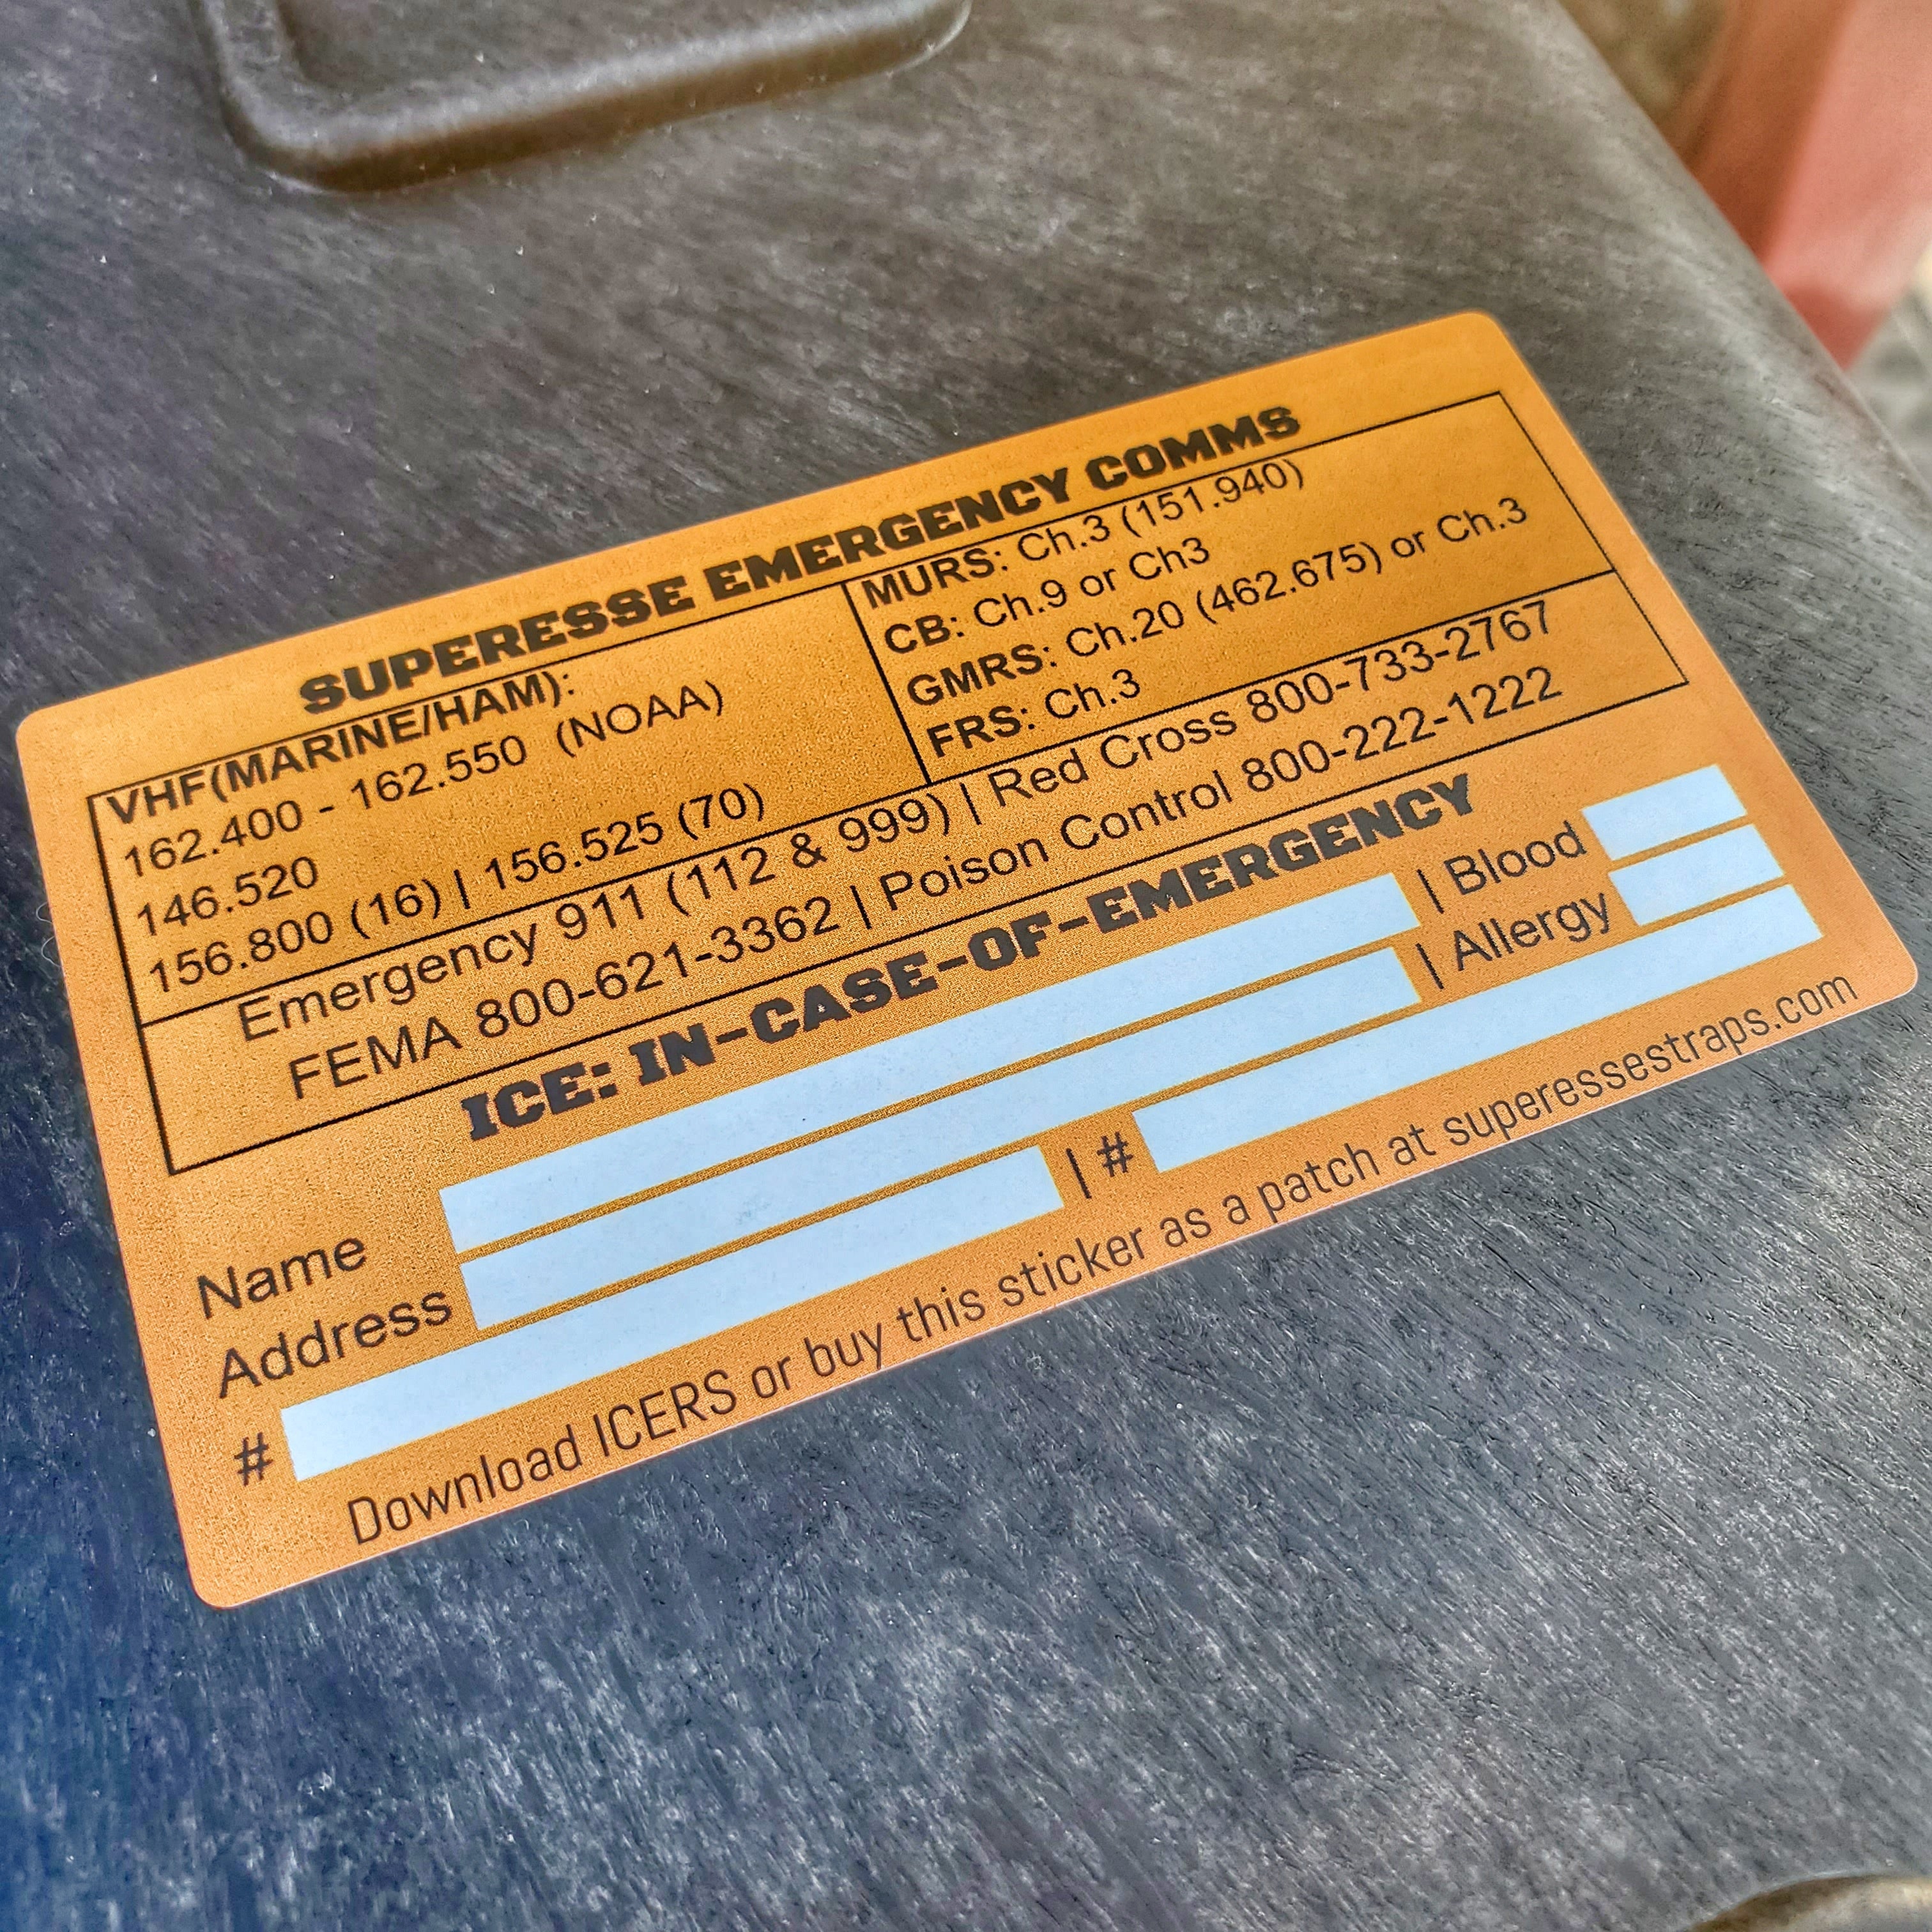 SUPERESSE EMERGENCY COMMS
VHF(MARINE/HAM):
162.400 - 162.550 (NOAA)
146.520
156.800 (16) | 156.525 (70)
MURS: Ch.3 (151.940)
CB: Ch.9 or Ch3
GMRS: Ch.20 (462.675) or Ch.3
FRS: Ch.3
Emergency 911 (112 & 999) | Red Cross 800-733-2767
FEMA 800-621-3362 | Poison Control 800-222-1222
ICE: IN-CASE-OF-EMERGENCY
Name | Blood
Address | Allergy
# | #
Download ICERS or buy this sticker as a patch at superessestraps.com